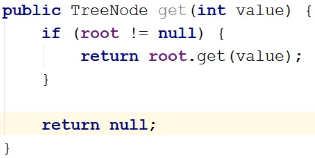 public TreeNode get(int value) {
    if (root != null) {
        return root.get(value);
    }

    return null;
}